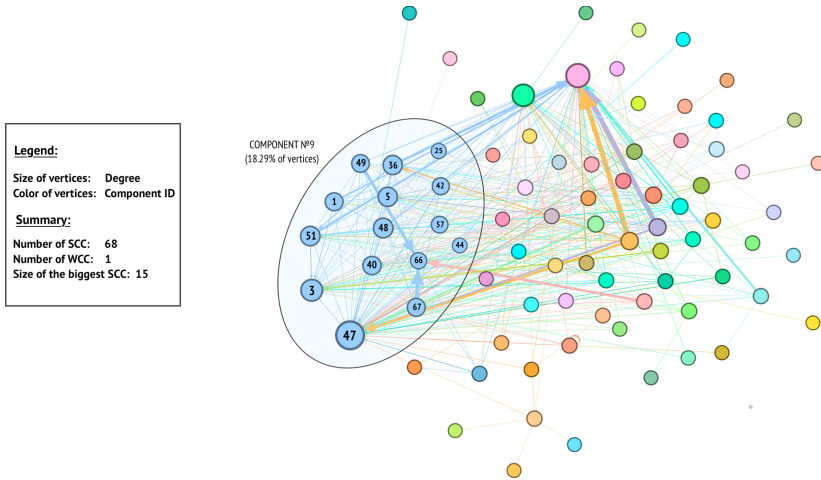 Legend:
Size of vertices: Degree
Color of vertices: Component ID
Summary:
Number of SCC: 68
Number of WCC: 1
Size of the biggest SCC: 15
COMPONENT №9
(18.29% of vertices)
25
49
36
42
1
5
57
48
51
44
66
40
3
67
47